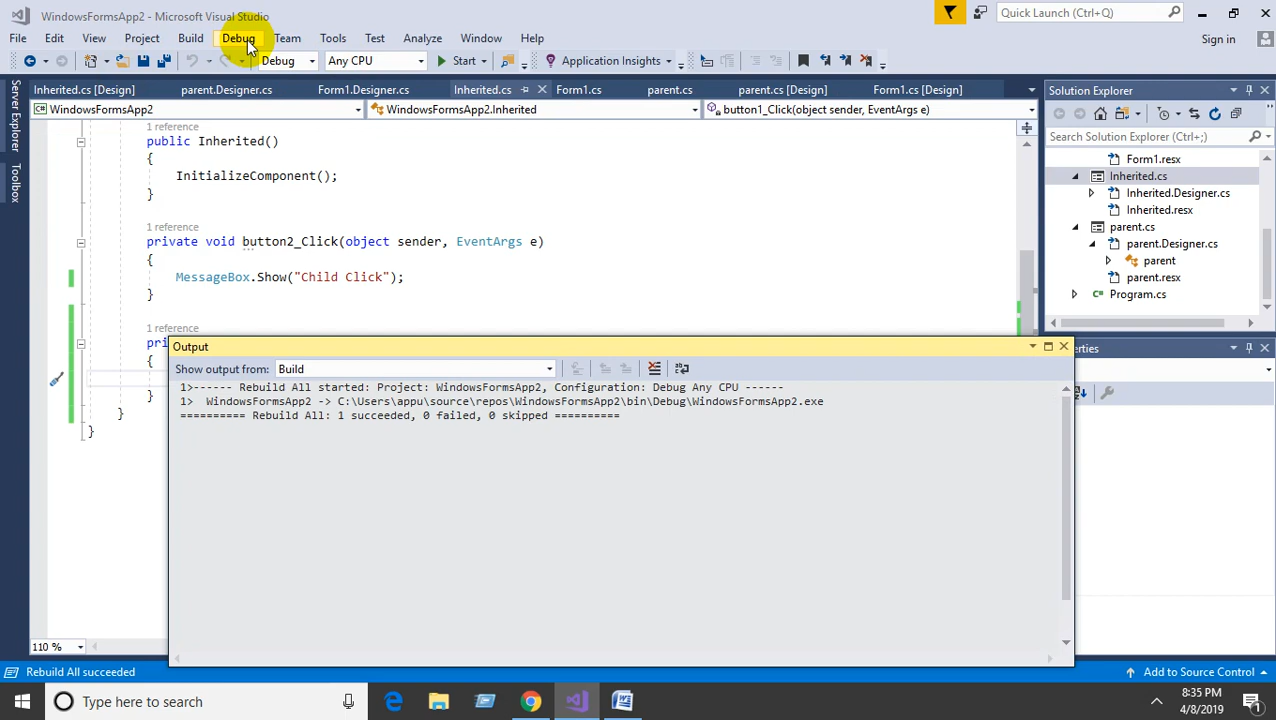 WindowsFormsApp2 - Microsoft Visual Studio
Quick Launch (Ctrl+Q)
File Edit View Project Build Debug Team Tools Test Analyze Window Help
Sign in
Debug Any CPU Start Application Insights
Inherited.cs [Design] parent.Designer.cs Form1.Designer.cs Inherited.cs Form1.cs parent.cs parent.cs [Design] Form1.cs [Design]
WindowsFormsApp2 WindowsFormsApp2.Inherited button1_Click(object sender, EventArgs e)
Server Explorer
Toolbox
1 reference
public Inherited()
{
InitializeComponent();
}
1 reference
private void button2_Click(object sender, EventArgs e)
{
MessageBox.Show("Child Click");
}
1 reference
pri
{
}
}
}
110 %
Output
Show output from: Build
1>------ Rebuild All started: Project: WindowsFormsApp2, Configuration: Debug Any CPU ------
1> WindowsFormsApp2 -> C:\Users\appu\source\repos\WindowsFormsApp2\bin\Debug\WindowsFormsApp2.exe
========== Rebuild All: 1 succeeded, 0 failed, 0 skipped ==========
Solution Explorer
Search Solution Explorer (Ctrl+;)
Form1.resx
Inherited.cs
Inherited.Designer.cs
Inherited.resx
parent.cs
parent.Designer.cs
parent
parent.resx
Program.cs
erties
Rebuild All succeeded
Add to Source Control
Type here to search
8:35 PM
4/8/2019
1